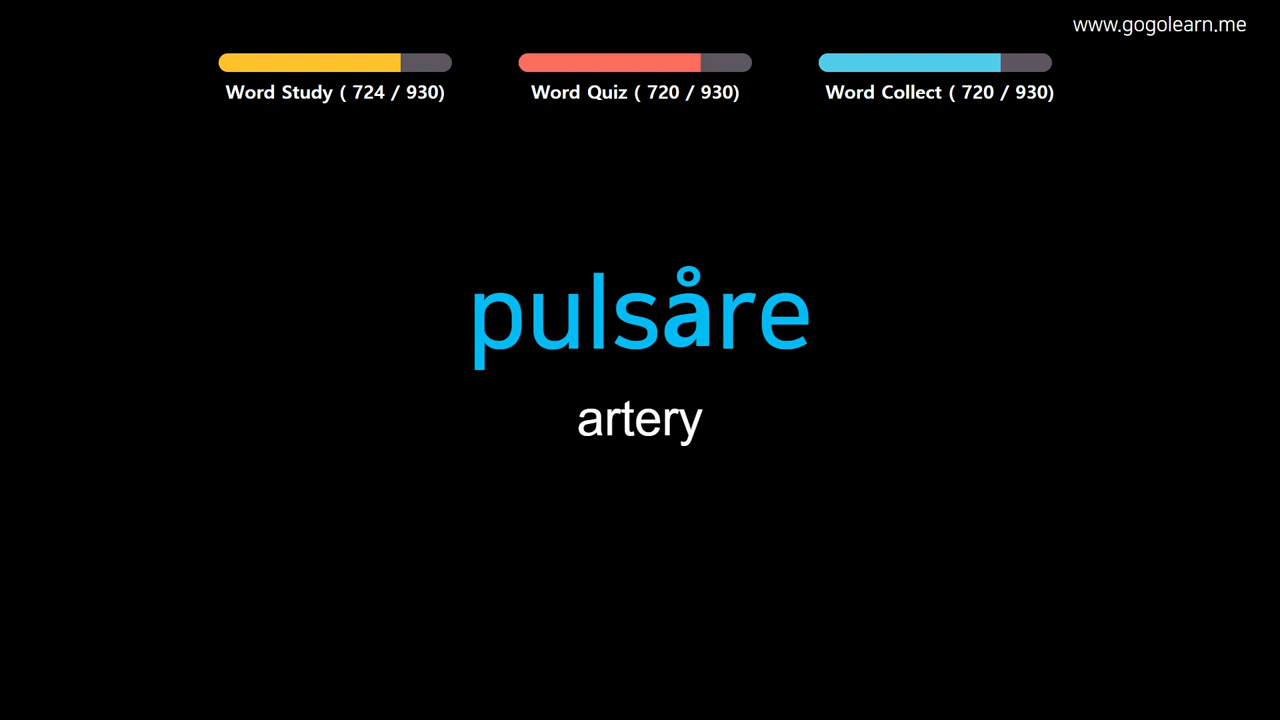 www.gogolearn.me
Word Study ( 724 / 930)
Word Quiz ( 720 / 930)
Word Collect ( 720 / 930)
pulsåre
artery